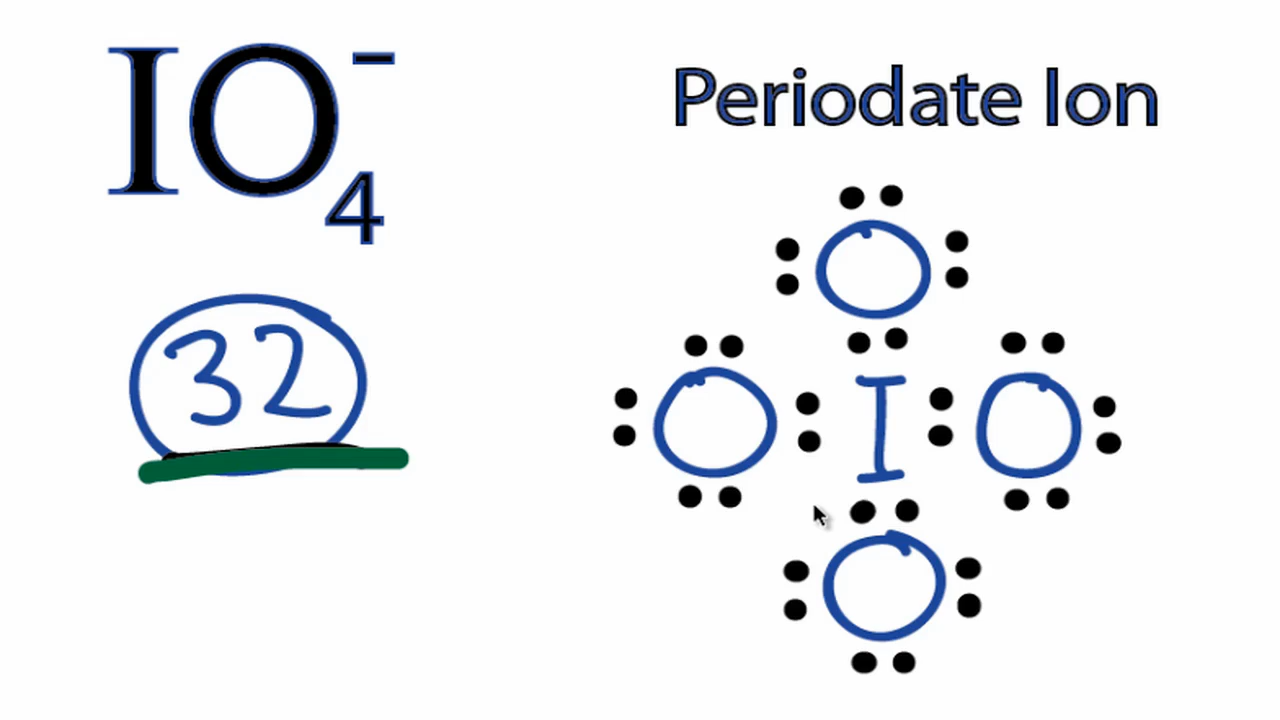 IO₄⁻
Periodate Ion
32
O
O I O
O